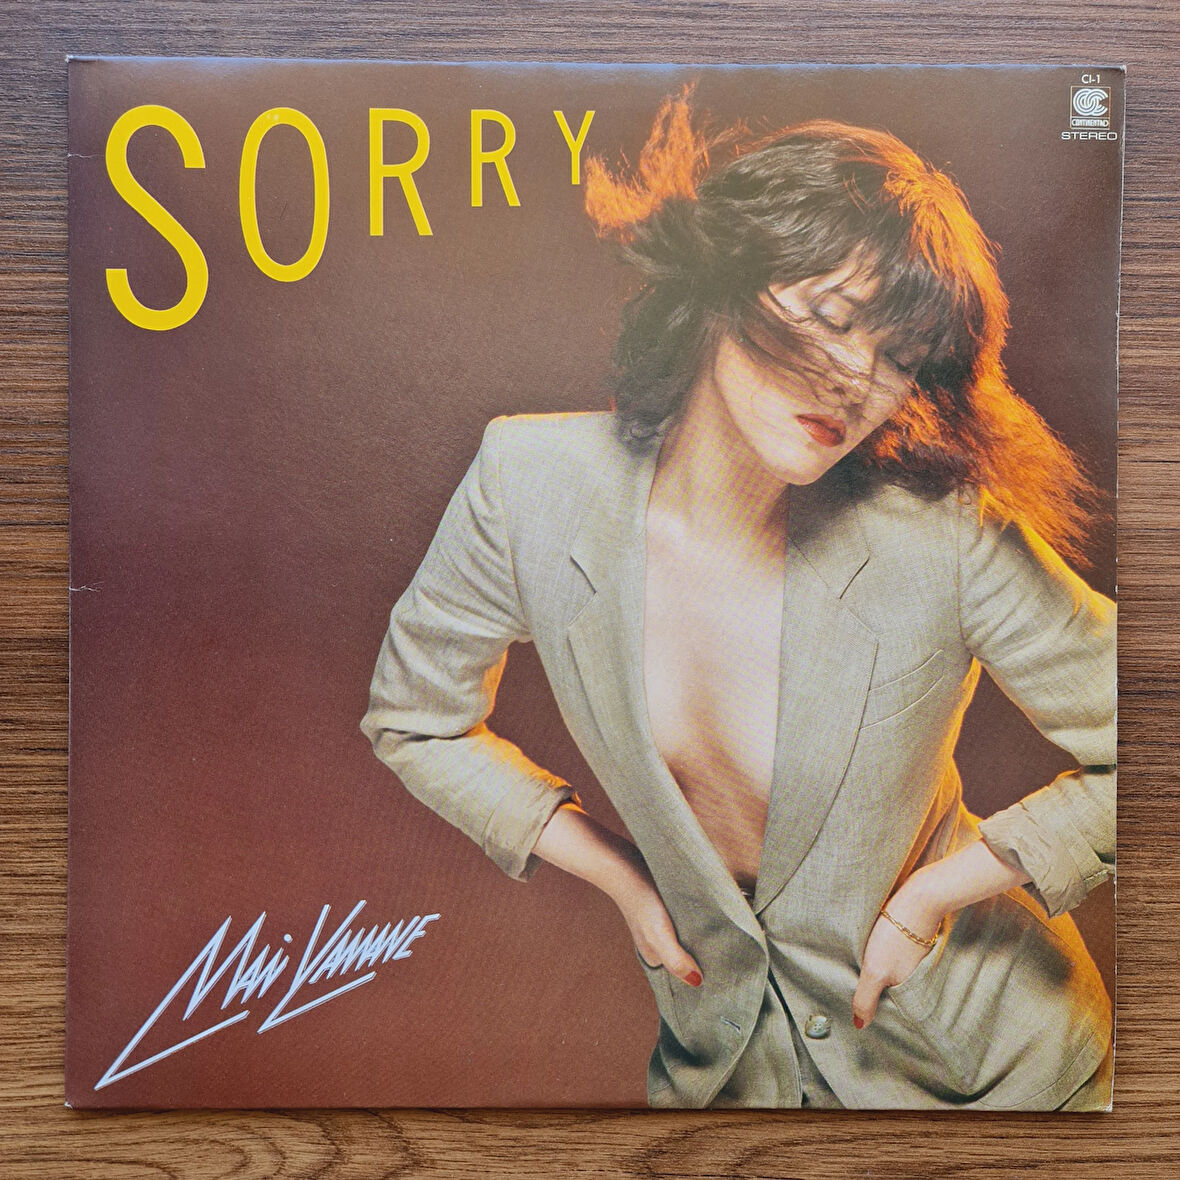 SORRY
CI-1
CONTINENTAL
STEREO
Mai Yamane